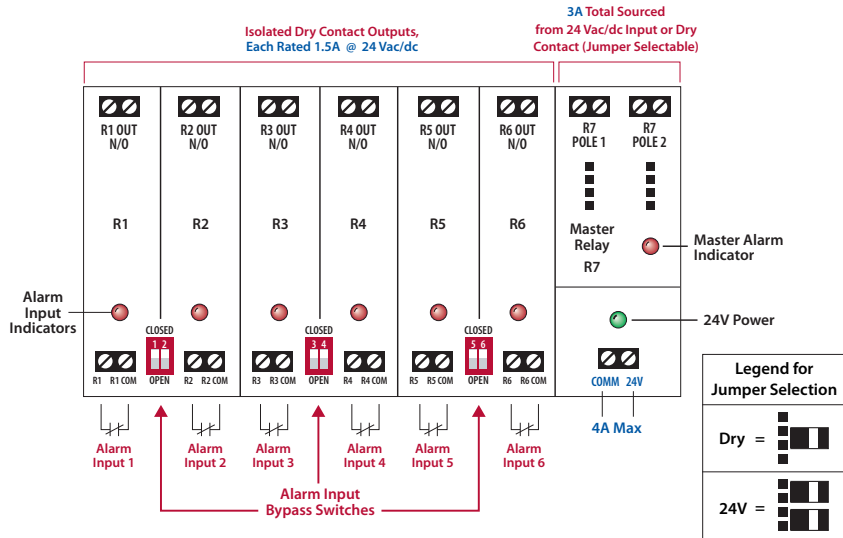 Isolated Dry Contact Outputs,
Each Rated 1.5A @ 24 Vac/dc
3A Total Sourced
from 24 Vac/dc Input or Dry
Contact (Jumper Selectable)
R1 OUT
N/O
R2 OUT
N/O
R3 OUT
N/O
R4 OUT
N/O
R5 OUT
N/O
R6 OUT
N/O
R7
POLE 1
R7
POLE 2
R1
R2
R3
R4
R5
R6
Master
Relay
R7
Master Alarm
Indicator
Alarm
Input
Indicators
24V Power
CLOSED
1 2
OPEN
CLOSED
3 4
OPEN
CLOSED
5 6
OPEN
R1 R1 COM
R2 R2 COM
R3 R3 COM
R4 R4 COM
R5 R5 COM
R6 R6 COM
COMM 24V
4A Max
Alarm
Input 1
Alarm
Input 2
Alarm
Input 3
Alarm
Input 4
Alarm
Input 5
Alarm
Input 6
Alarm Input
Bypass Switches
Legend for
Jumper Selection
Dry =
24V =